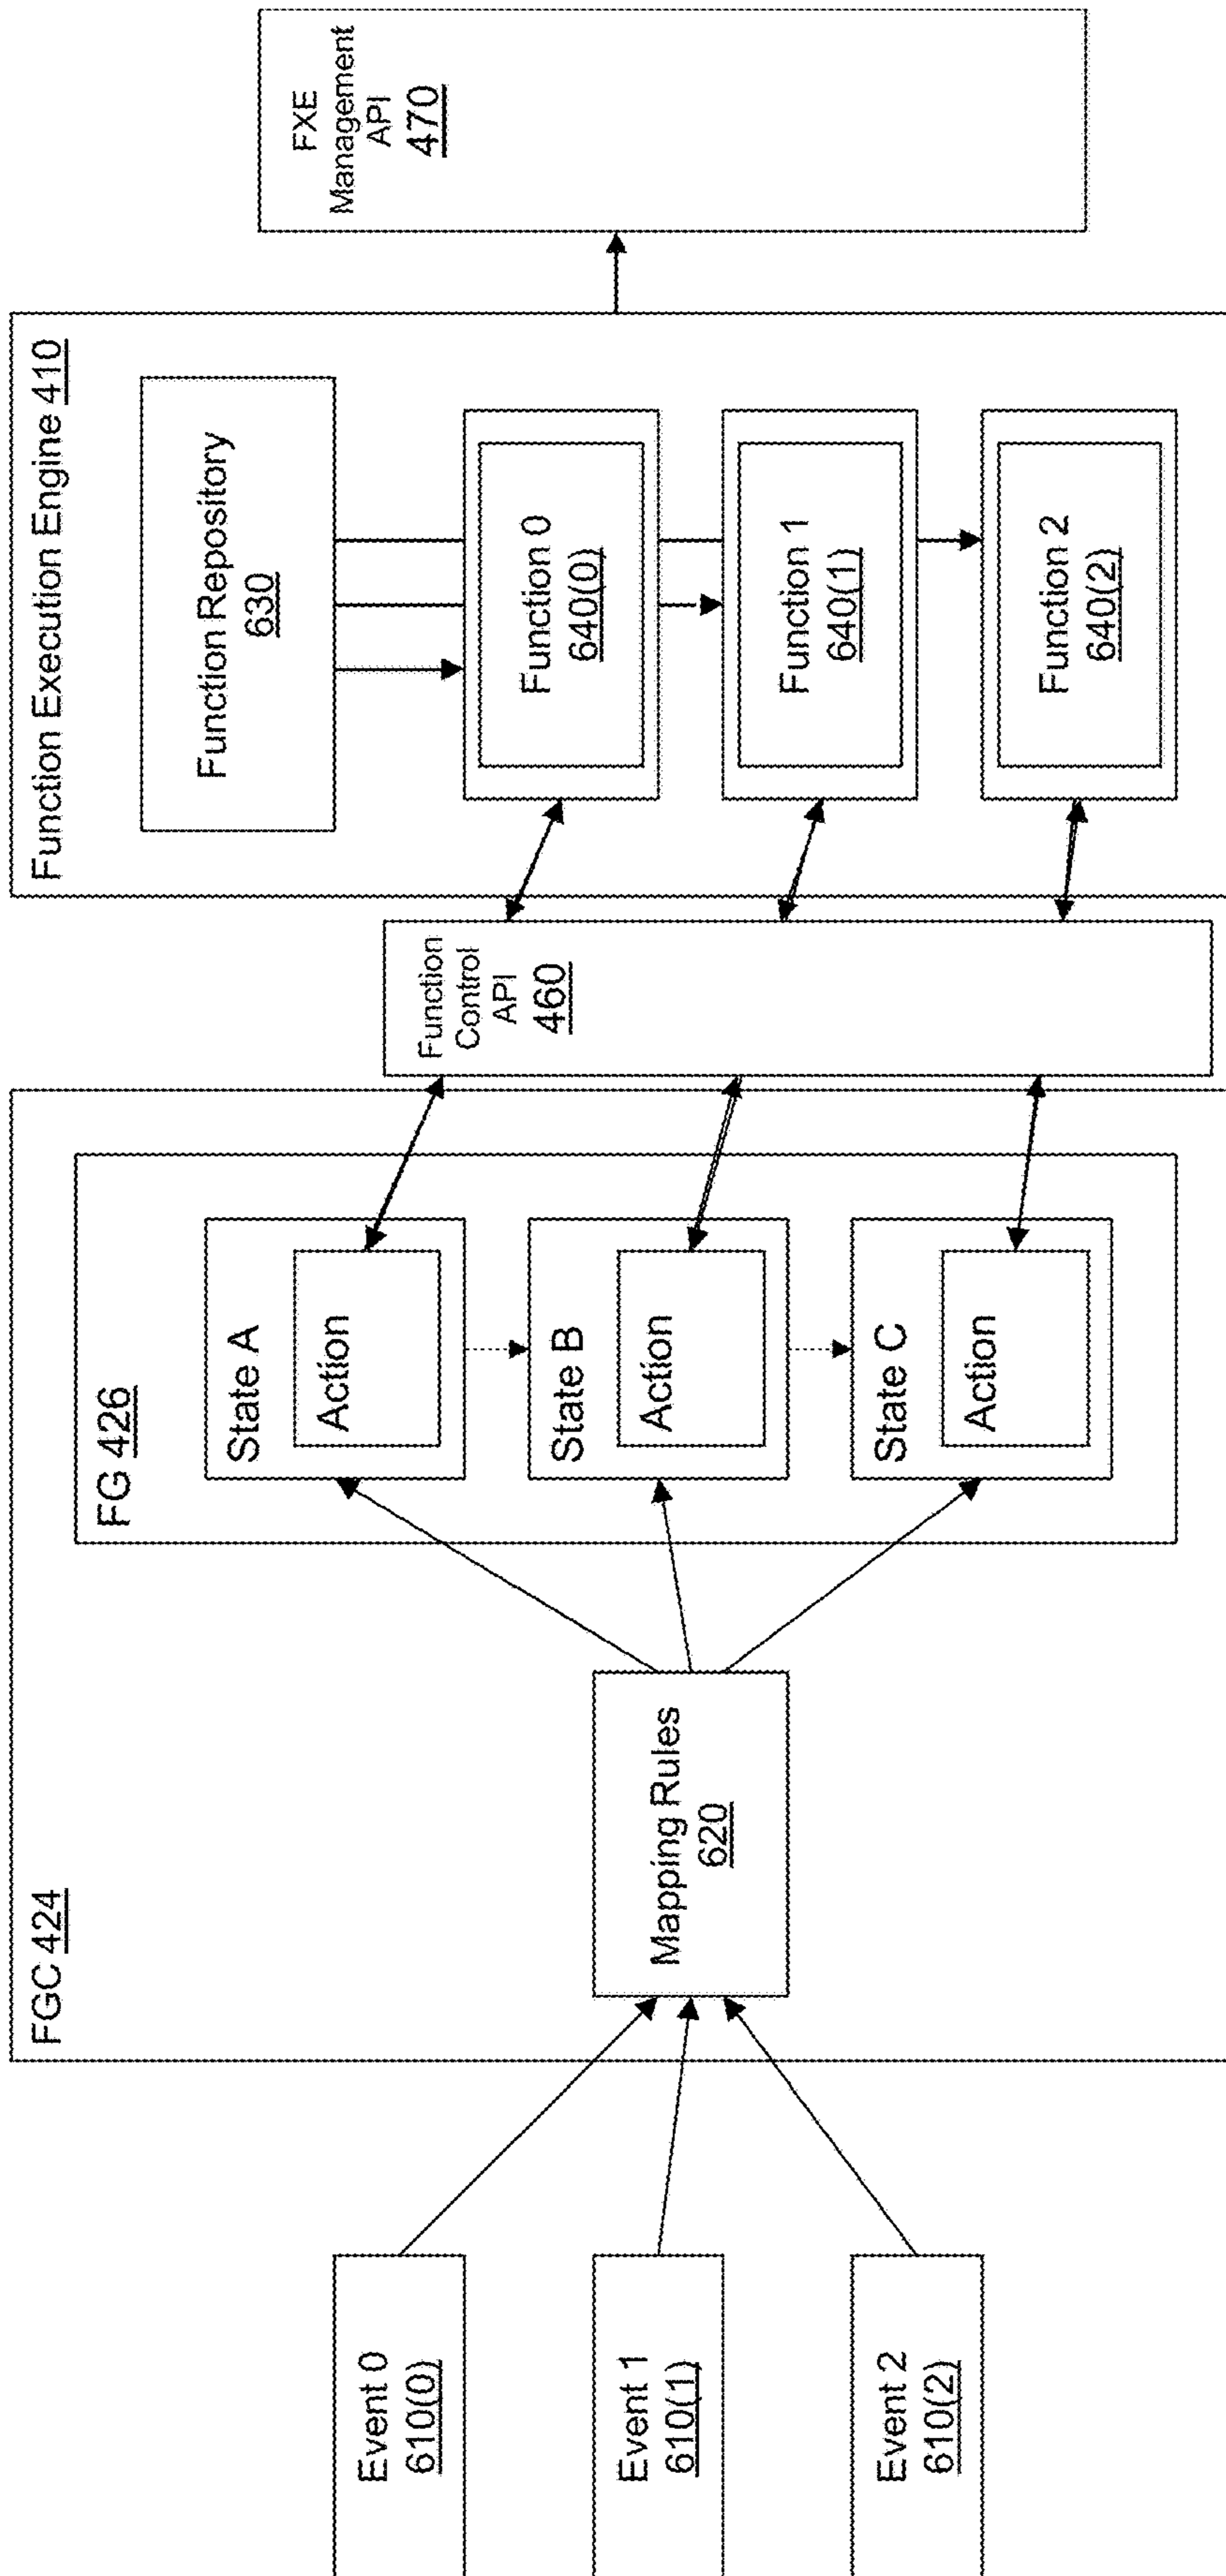 Event 0
610(0)
Event 1
610(1)
Event 2
610(2)
FGC 424
Mapping Rules
620
FG 426
State A
Action
State B
Action
State C
Action
Function
Control
API
460
Function Execution Engine 410
Function Repository
630
Function 0
640(0)
Function 1
640(1)
Function 2
640(2)
FXE
Management
API
470